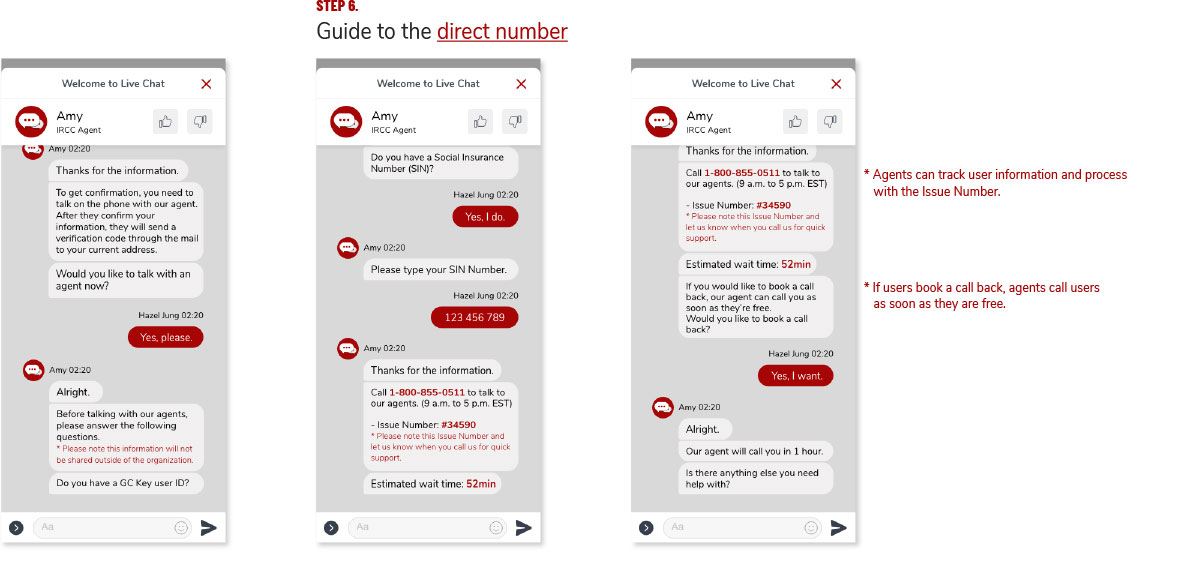 STEP 6.
Guide to the direct number
Welcome to Live Chat
Amy
IRCC Agent
Amy 02:20
Thanks for the information.
To get confirmation, you need to
talk on the phone with our agent.
After they confirm your
information, they will send a
verification code through the mail
to your current address.
Would you like to talk with an
agent now?
Hazel Jung 02:20
Yes, please.
Amy 02:20
Alright.
Before talking with our agents,
please answer the following
questions.
* Please note this information will not
be shared outside of the organization.
Do you have a GC Key user ID?
Aa
Welcome to Live Chat
Amy
IRCC Agent
Do you have a Social Insurance
Number (SIN)?
Hazel Jung 02:20
Yes, I do.
Amy 02:20
Please type your SIN Number.
Hazel Jung 02:20
123 456 789
Amy 02:20
Thanks for the information.
Call 1-800-855-0511 to talk to
our agents. (9 a.m. to 5 p.m. EST)
- Issue Number: #34590
* Please note this Issue Number and
let us know when you call us for quick
support.
Estimated wait time: 52min
Aa
Welcome to Live Chat
Amy
IRCC Agent
Thanks for the information.
Call 1-800-855-0511 to talk to
our agents. (9 a.m. to 5 p.m. EST)
- Issue Number: #34590
* Please note this Issue Number and
let us know when you call us for quick
support.
Estimated wait time: 52min
If you would like to book a call
back, our agent can call you as
soon as they're free.
Would you like to book a call
back?
Hazel Jung 02:20
Yes, I want.
Amy 02:20
Alright.
Our agent will call you in 1 hour.
Is there anything else you need
help with?
Aa
* Agents can track user information and process
with the Issue Number.
* If users book a call back, agents call users
as soon as they are free.